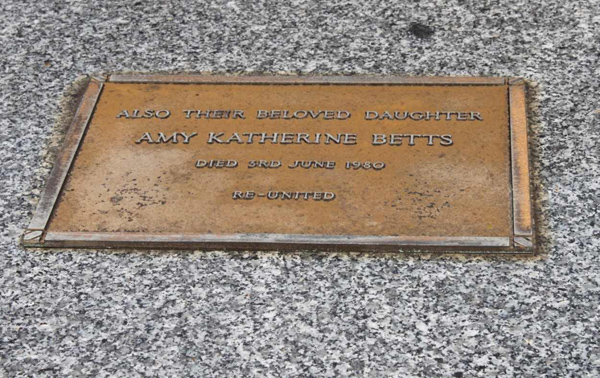 ALSO THEIR BELOVED DAUGHTER
AMY KATHERINE BETTS
DIED 3RD JUNE 1980
RE-UNITED